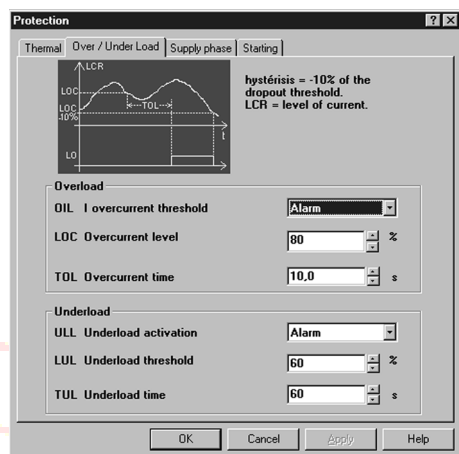 Protection
? ×
Thermal Over / Under Load Supply phase Starting
LCR
LOC
LOC
-10%
TOL
t
LO
hystérisis = -10% of the
dropout threshold.
LCR = level of current.
Overload
OIL I overcurrent threshold Alarm
LOC Overcurrent level 80 %
TOL Overcurrent time 10,0 s
Underload
ULL Underload activation Alarm
LUL Underload threshold 60 %
TUL Underload time 60 s
OK Cancel Apply Help